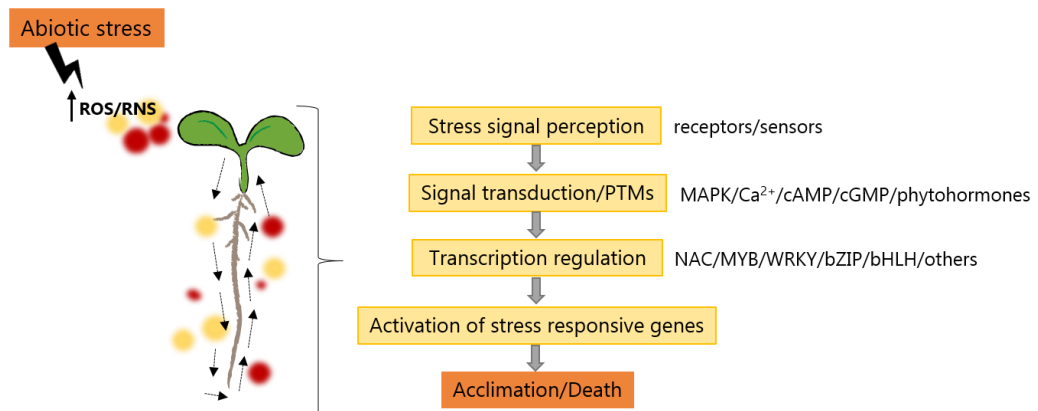 Abiotic stress
ROS/RNS
Stress signal perception receptors/sensors
Signal transduction/PTMs MAPK/Ca²⁺/cAMP/cGMP/phytohormones
Transcription regulation NAC/MYB/WRKY/bZIP/bHLH/others
Activation of stress responsive genes
Acclimation/Death